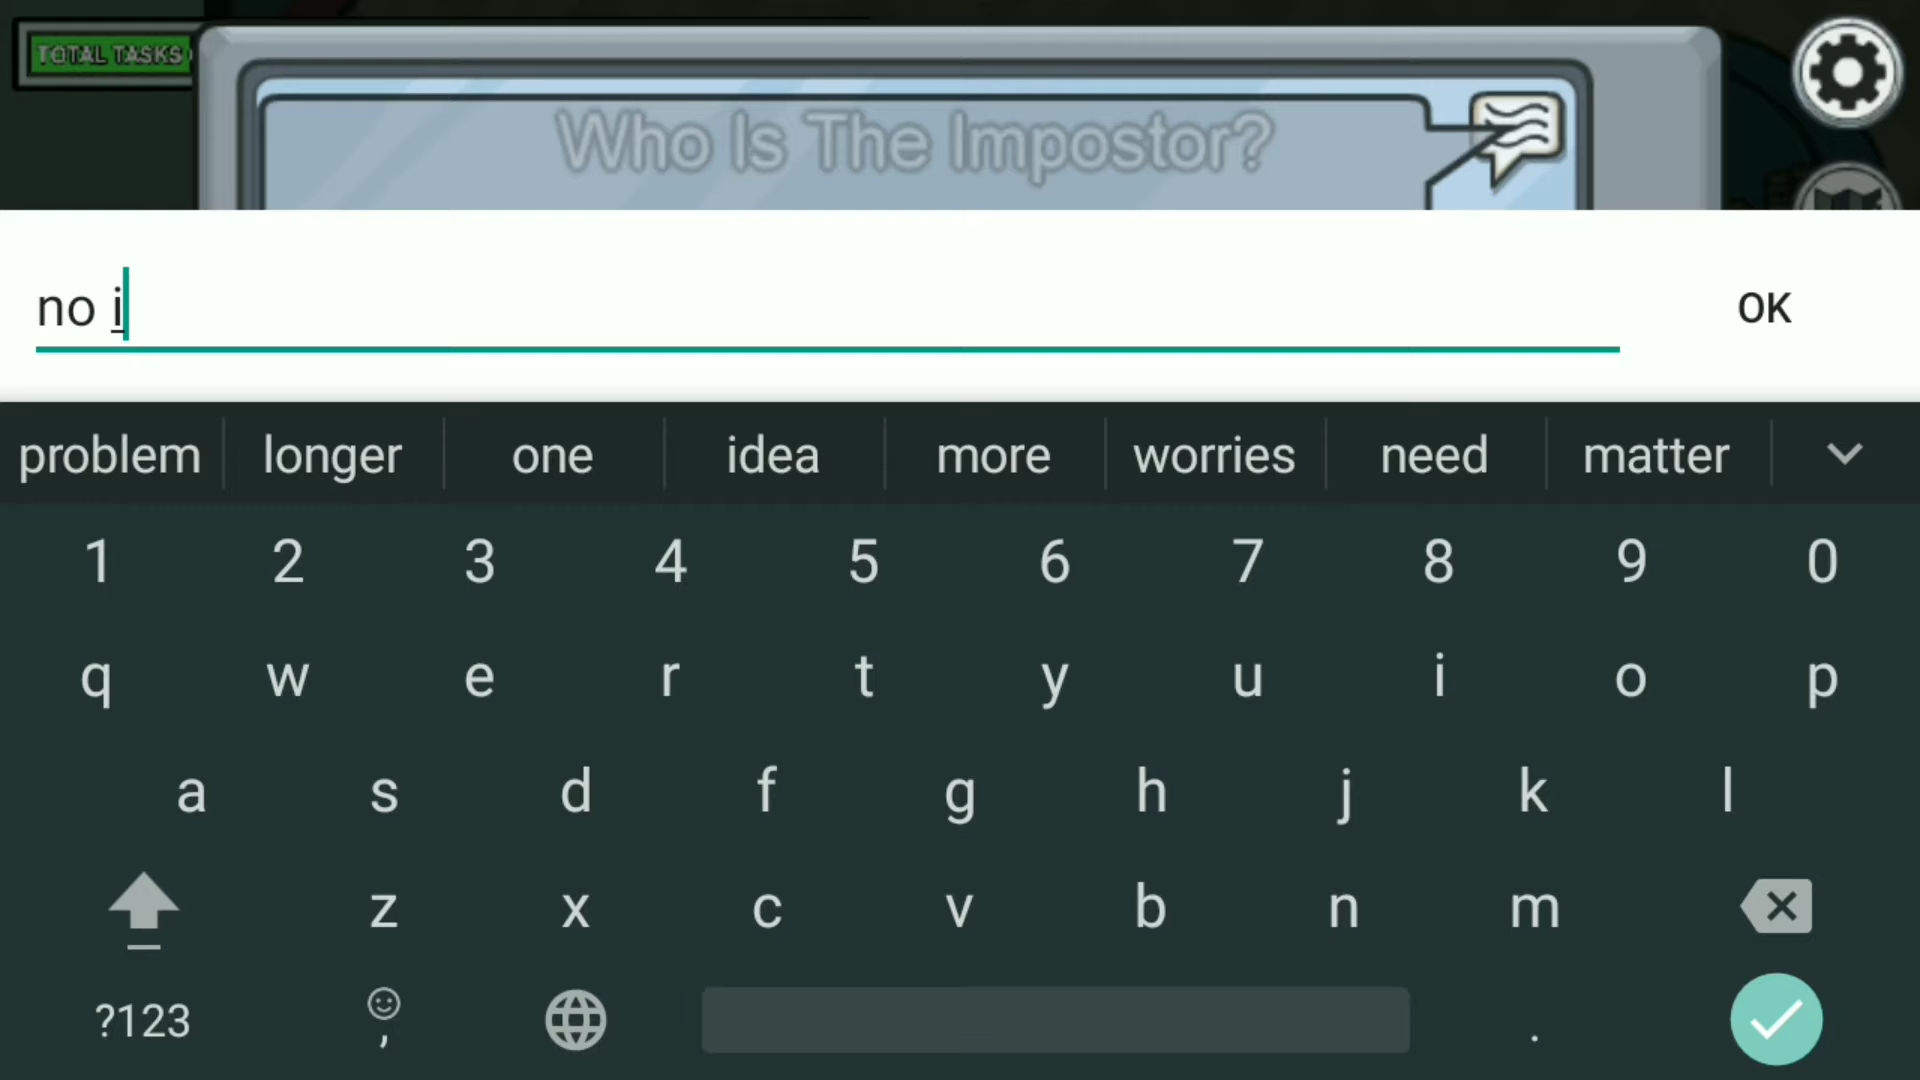 TOTAL TASKS
Who Is The Impostor?
no i
OK
problem longer one idea more worries need matter
1 2 3 4 5 6 7 8 9 0
q w e r t y u i o p
a s d f g h j k l
z x c v b n m
?123 , .